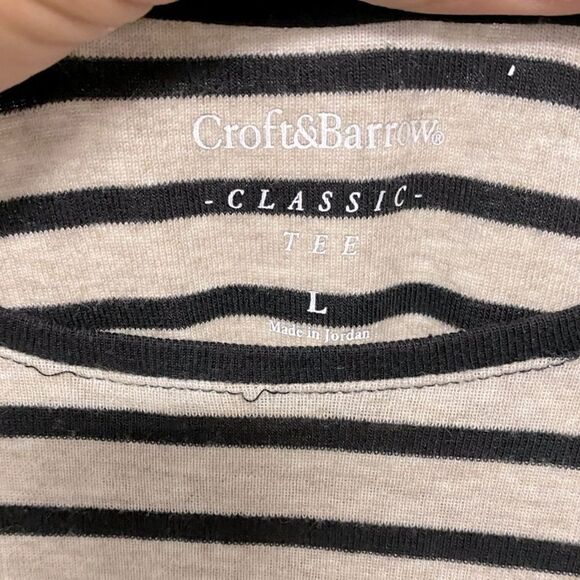 Croft&Barrow®
-CLASSIC-
TEE
L
Made in Jordan